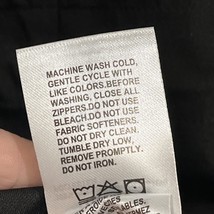 MACHINE WASH COLD,
GENTLE CYCLE WITH
LIKE COLORS.BEFORE
WASHING, CLOSE ALL
ZIPPERS.DO NOT USE
BLEACH.DO NOT USE
FABRIC SOFTENERS.
DO NOT DRY CLEAN.
TUMBLE DRY LOW,
REMOVE PROMPTLY.
DO NOT IRON.